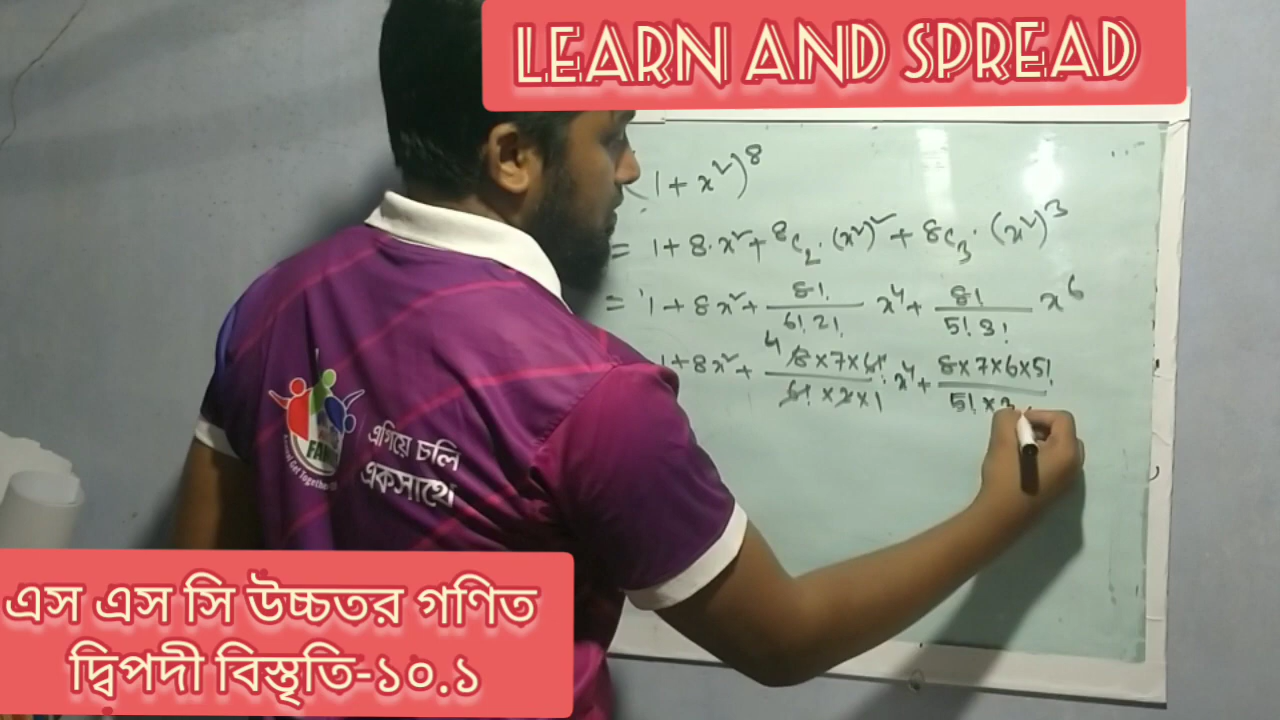 LEARN AND SPREAD
(1 + x²)⁸
= 1 + 8·x² + ⁸C₂·(x²)² + 8C₃·(x²)³
= 1 + 8x² + 8!/6!2! x⁴ + 8!/5!3! x⁶
1 + 8x² + 4 8×7×6!/6!×2×1 · x⁴ + 8×7×6×5!/5!×3
এগিয়ে চলি
একসাথে
এস এস সি উচ্চতর গণিত
দ্বিপদী বিস্তৃতি-১০.১